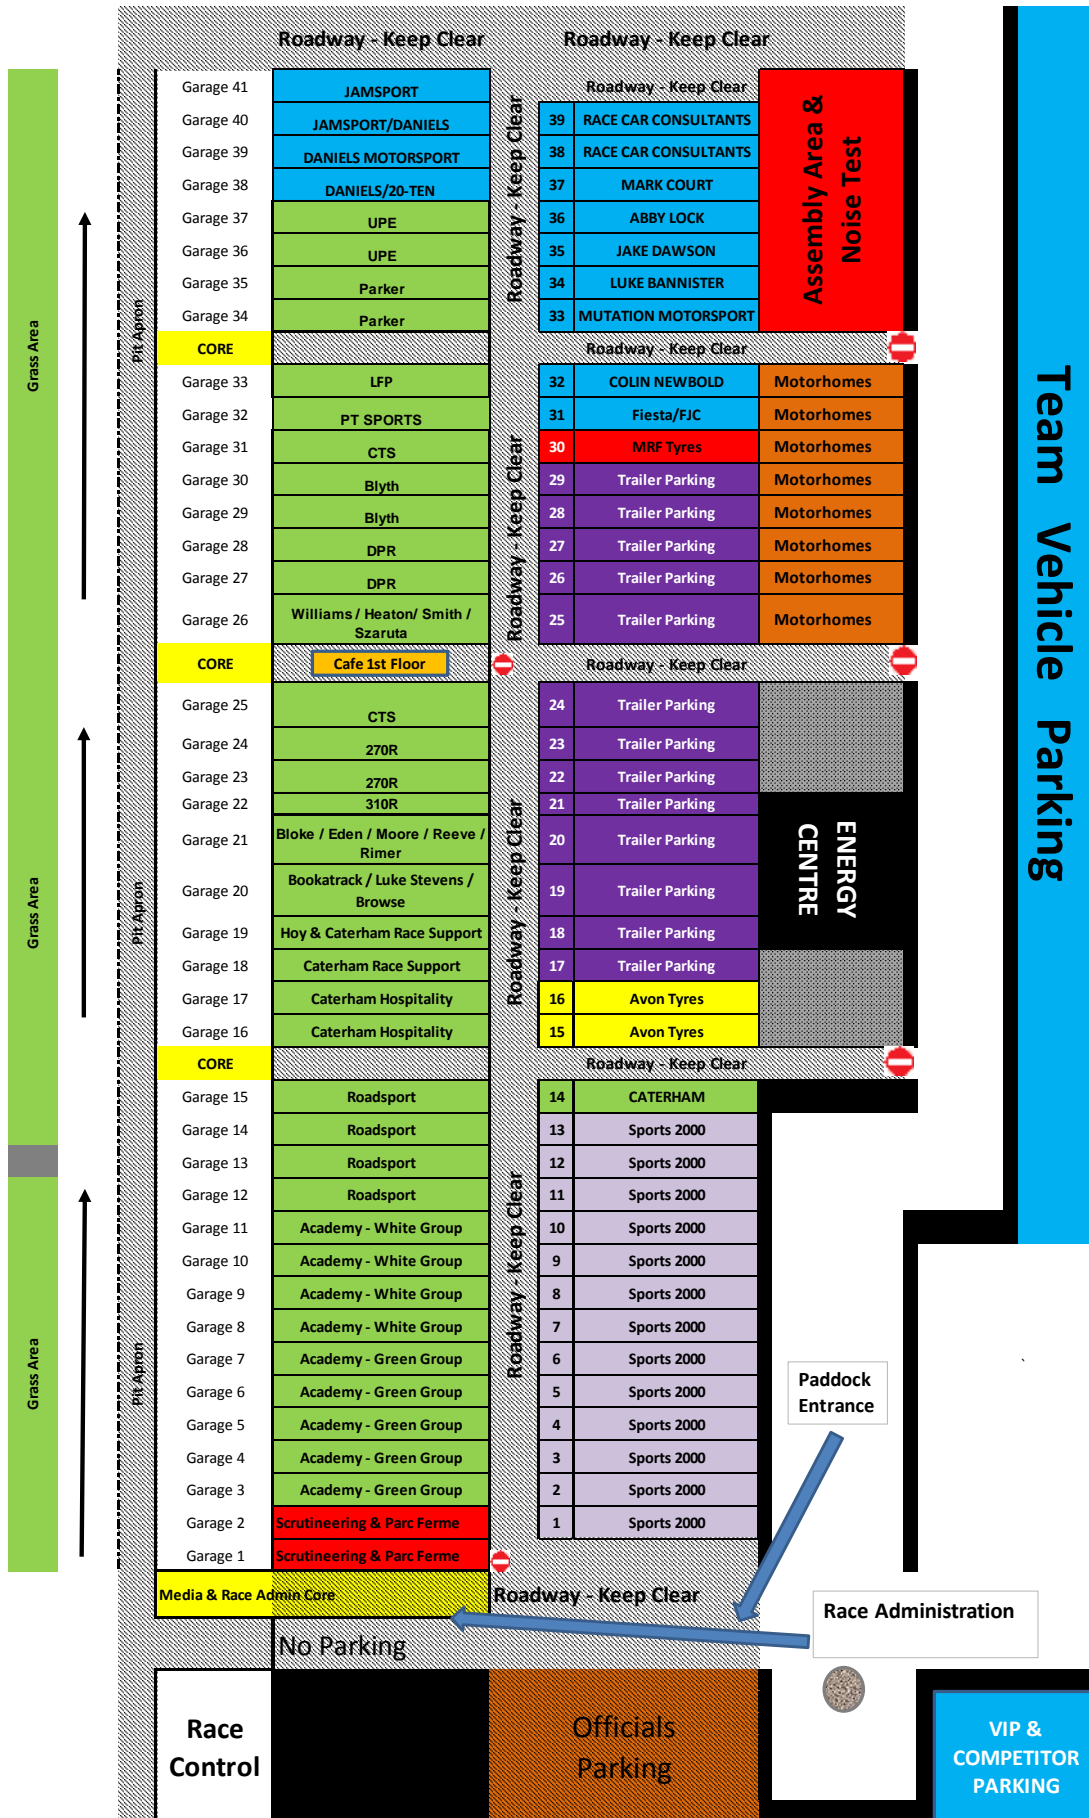 Roadway - Keep Clear
Roadway - Keep Clear
Garage 41 JAMSPORT Roadway - Keep Clear
Garage 40 JAMSPORT/DANIELS 39 RACE CAR CONSULTANTS
Garage 39 DANIELS MOTORSPORT 38 RACE CAR CONSULTANTS
Garage 38 DANIELS/20-TEN 37 MARK COURT
Garage 37 UPE 36 ABBY LOCK
Garage 36 UPE 35 JAKE DAWSON
Garage 35 Parker 34 LUKE BANNISTER
Garage 34 Parker 33 MUTATION MOTORSPORT
Roadway - Keep Clear
Assembly Area &
Noise Test
Grass Area
Pit Apron
CORE Roadway - Keep Clear
Garage 33 LFP 32 COLIN NEWBOLD Motorhomes
Garage 32 PT SPORTS 31 Fiesta/FJC Motorhomes
Garage 31 CTS 30 MRF Tyres Motorhomes
Garage 30 Blyth 29 Trailer Parking Motorhomes
Garage 29 Blyth 28 Trailer Parking Motorhomes
Garage 28 DPR 27 Trailer Parking Motorhomes
Garage 27 DPR 26 Trailer Parking Motorhomes
Garage 26 Williams / Heaton/ Smith /
Szaruta 25 Trailer Parking Motorhomes
Roadway - Keep Clear
Team Vehicle Parking
CORE Cafe 1st Floor Roadway - Keep Clear
Garage 25 CTS 24 Trailer Parking
Garage 24 270R 23 Trailer Parking
Garage 23 270R 22 Trailer Parking
Garage 22 310R 21 Trailer Parking
Garage 21 Bloke / Eden / Moore / Reeve /
Rimer 20 Trailer Parking
Garage 20 Bookatrack / Luke Stevens /
Browse 19 Trailer Parking
Garage 19 Hoy & Caterham Race Support 18 Trailer Parking
Garage 18 Caterham Race Support 17 Trailer Parking
Garage 17 Caterham Hospitality 16 Avon Tyres
Garage 16 Caterham Hospitality 15 Avon Tyres
Roadway - Keep Clear
ENERGY
CENTRE
Grass Area
Pit Apron
CORE Roadway - Keep Clear
Garage 15 Roadsport 14 CATERHAM
Garage 14 Roadsport 13 Sports 2000
Garage 13 Roadsport 12 Sports 2000
Garage 12 Roadsport 11 Sports 2000
Garage 11 Academy - White Group 10 Sports 2000
Garage 10 Academy - White Group 9 Sports 2000
Garage 9 Academy - White Group 8 Sports 2000
Garage 8 Academy - White Group 7 Sports 2000
Garage 7 Academy - Green Group 6 Sports 2000
Garage 6 Academy - Green Group 5 Sports 2000
Garage 5 Academy - Green Group 4 Sports 2000
Garage 4 Academy - Green Group 3 Sports 2000
Garage 3 Academy - Green Group 2 Sports 2000
Garage 2 Scrutineering & Parc Ferme 1 Sports 2000
Garage 1 Scrutineering & Parc Ferme
Roadway - Keep Clear
Grass Area
Pit Apron
Paddock
Entrance
`
Media & Race Admin Core Roadway - Keep Clear
Race Administration
No Parking
Race
Control
Officials
Parking
VIP &
COMPETITOR
PARKING